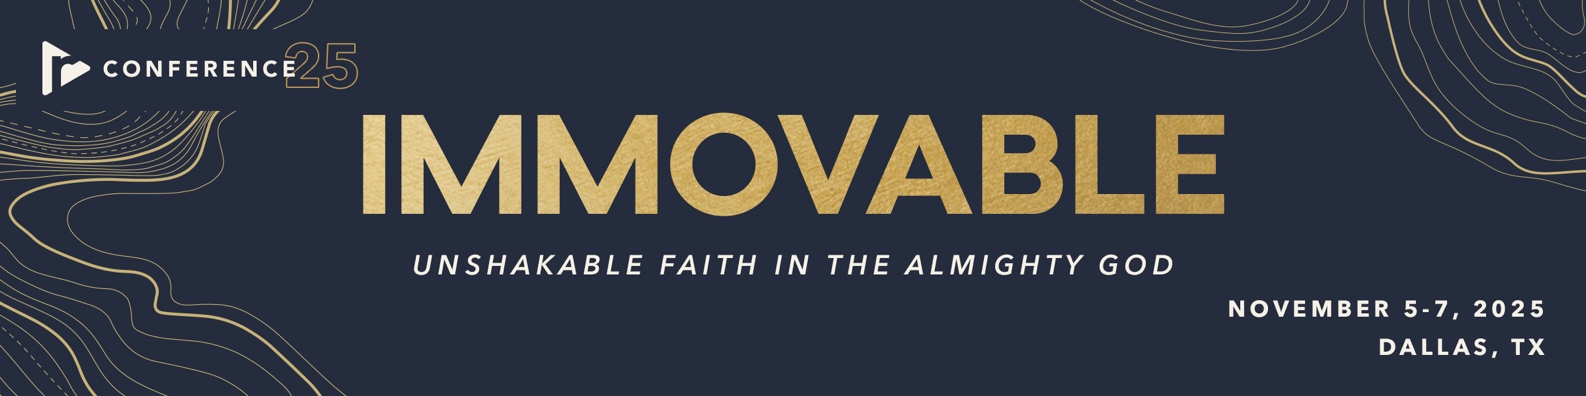 CONFERENCE25
IMMOVABLE
UNSHAKABLE FAITH IN THE ALMIGHTY GOD
NOVEMBER 5-7, 2025
DALLAS, TX